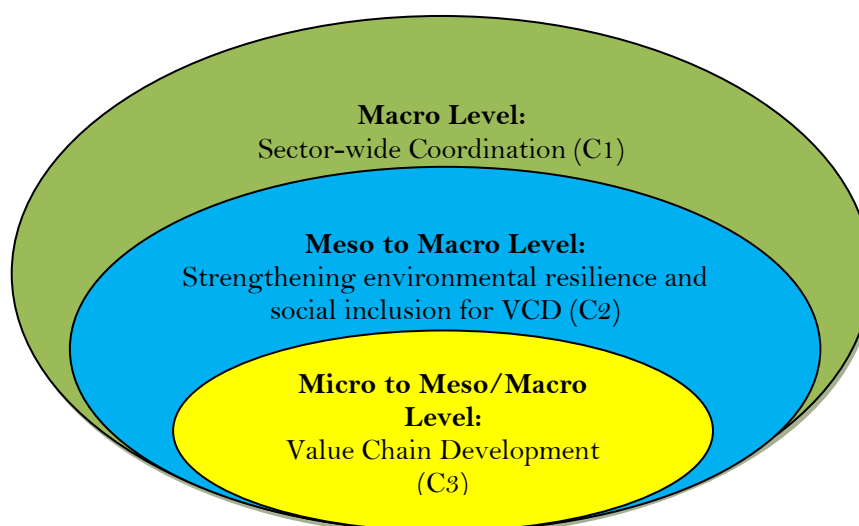 Macro Level:
Sector-wide Coordination (C1)
Meso to Macro Level:
Strengthening environmental resilience and
social inclusion for VCD (C2)
Micro to Meso/Macro
Level:
Value Chain Development
(C3)